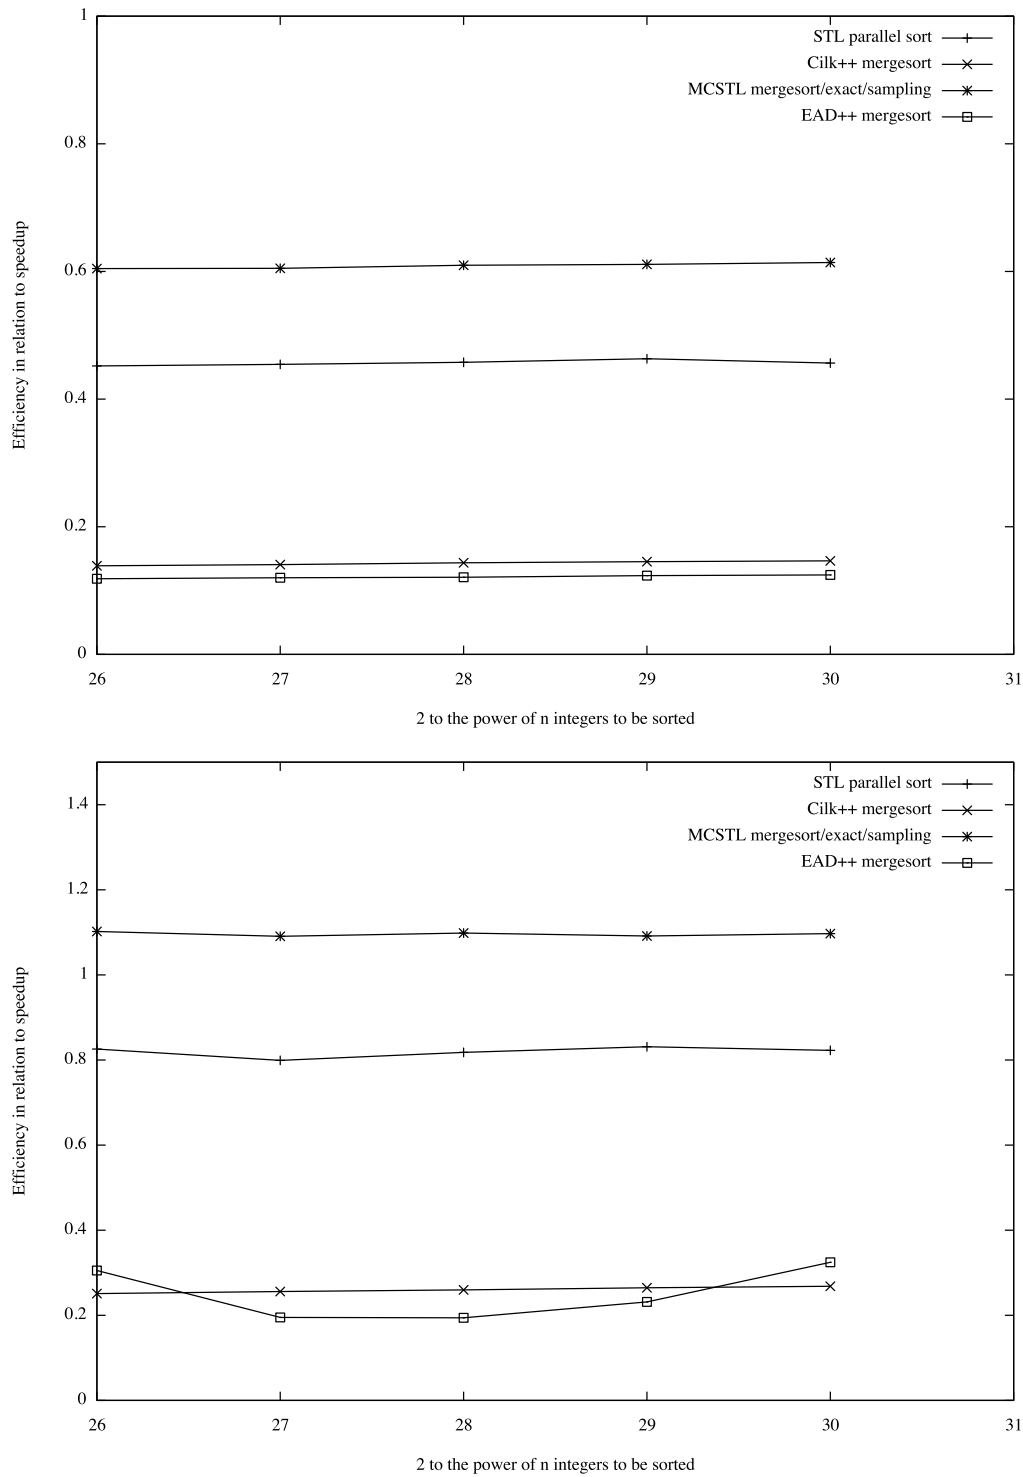 1
STL parallel sort
Cilk++ mergesort
MCSTL mergesort/exact/sampling
EAD++ mergesort
0.8
0.6
Efficiency in relation to speedup
0.4
0.2
0
26 27 28 29 30 31
2 to the power of n integers to be sorted
STL parallel sort
1.4
Cilk++ mergesort
MCSTL mergesort/exact/sampling
EAD++ mergesort
1.2
1
Efficiency in relation to speedup
0.8
0.6
0.4
0.2
0
26 27 28 29 30 31
2 to the power of n integers to be sorted